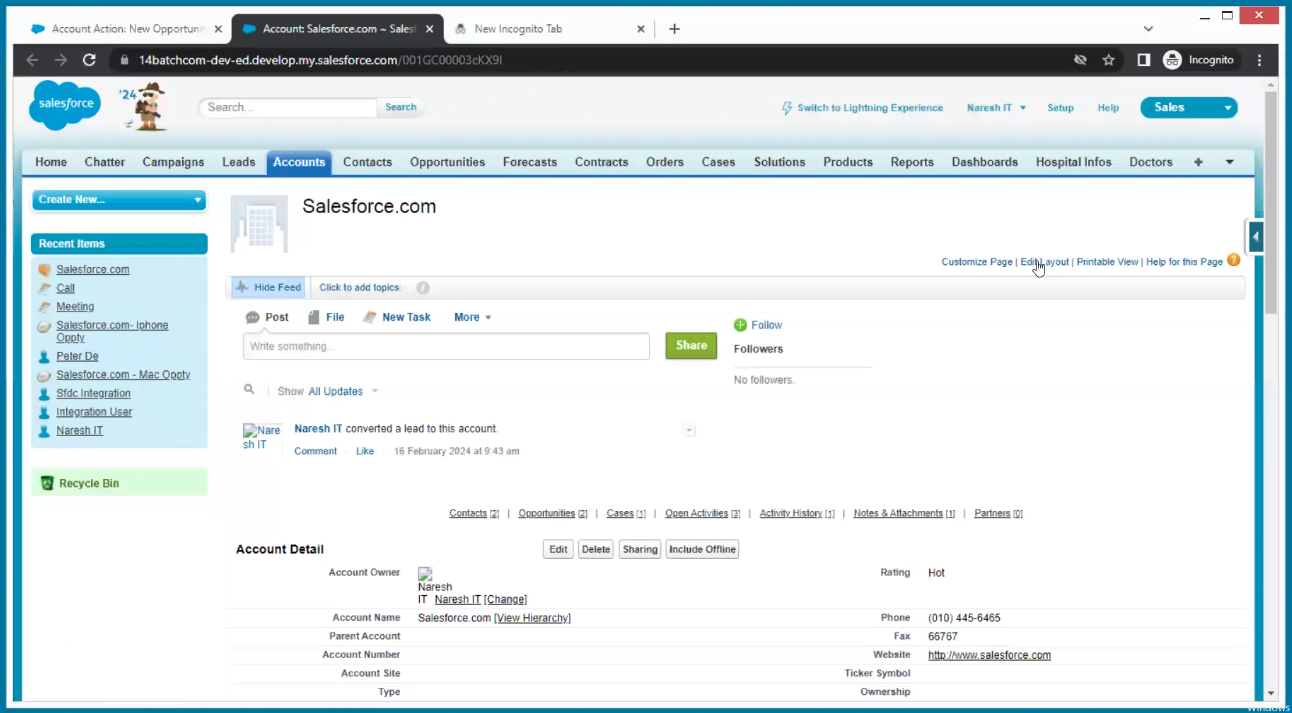 Account Action: New Opportuni
Account: Salesforce.com ~ Sales
New Incognito Tab
14batchcom-dev-ed.develop.my.salesforce.com/001GC00003cKX9I
Incognito
salesforce
'24
Search...
Search
Switch to Lightning Experience
Naresh IT
Setup
Help
Sales
Home
Chatter
Campaigns
Leads
Accounts
Contacts
Opportunities
Forecasts
Contracts
Orders
Cases
Solutions
Products
Reports
Dashboards
Hospital Infos
Doctors
Create New...
Recent Items
Salesforce.com
Call
Meeting
Salesforce.com- Iphone
Oppty
Peter De
Salesforce.com - Mac Oppty
Sfdc Integration
Integration User
Naresh IT
Recycle Bin
Salesforce.com
Customize Page | Edit Layout | Printable View | Help for this Page
Hide Feed
Click to add topics:
Post
File
New Task
More
Write something...
Share
Follow
Followers
No followers.
Show All Updates
Nare
sh IT
Naresh IT converted a lead to this account.
Comment · Like · 16 February 2024 at 9:43 am
Contacts [2] | Opportunities [2] | Cases [1] | Open Activities [3] | Activity History [1] | Notes & Attachments [1] | Partners [0]
Account Detail
Edit
Delete
Sharing
Include Offline
Account Owner
Naresh
IT Naresh IT [Change]
Rating
Hot
Account Name
Salesforce.com [View Hierarchy]
Phone
(010) 445-6465
Parent Account
Fax
66767
Account Number
Website
http://www.salesforce.com
Account Site
Ticker Symbol
Type
Ownership
Windows